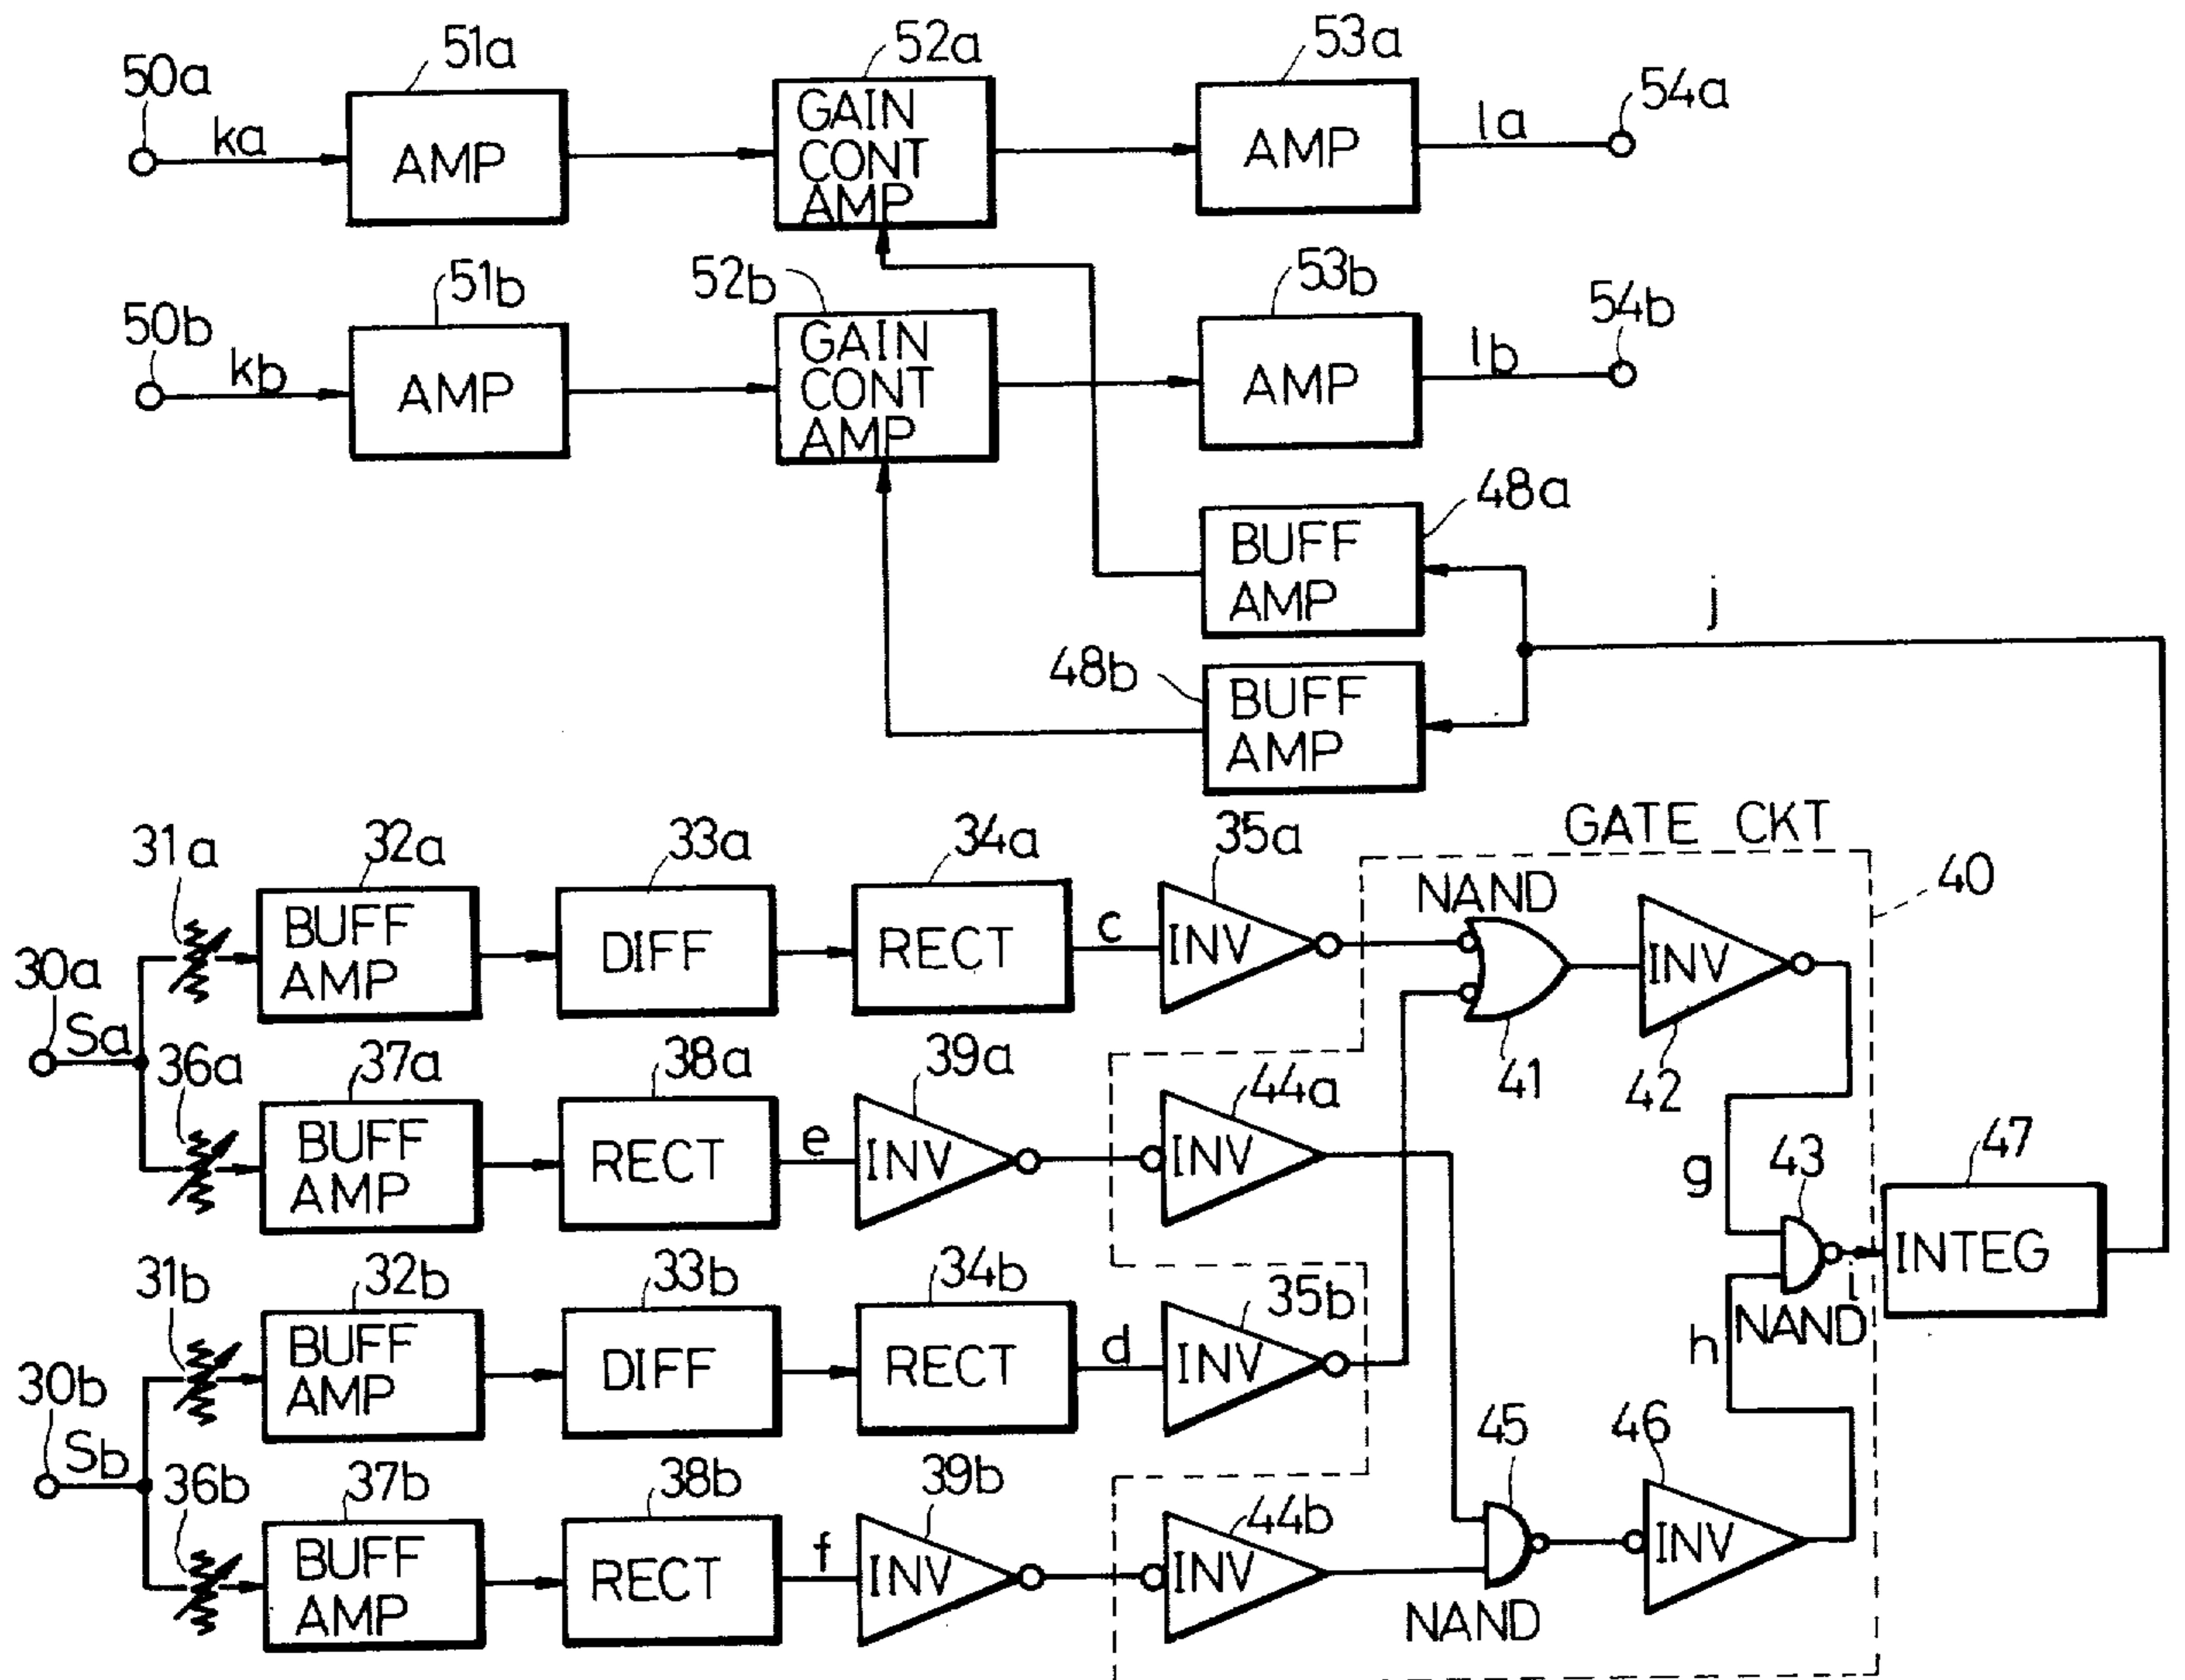 50a
ka
51a
AMP
52a
GAIN
CONT
AMP
53a
AMP
la
54a
50b
kb
51b
AMP
52b
GAIN
CONT
AMP
53b
AMP
lb
54b
48a
BUFF
AMP
j
48b
BUFF
AMP
GATE CKT
40
30a
Sa
31a
32a
BUFF
AMP
33a
DIFF
34a
RECT
c
35a
INV
NAND
41
INV
42
36a
37a
BUFF
AMP
38a
RECT
e
39a
INV
44a
INV
g
43
i
NAND
47
INTEG
30b
Sb
31b
32b
BUFF
AMP
33b
DIFF
34b
RECT
d
35b
INV
h
36b
37b
BUFF
AMP
38b
RECT
f
39b
INV
44b
INV
45
NAND
46
INV